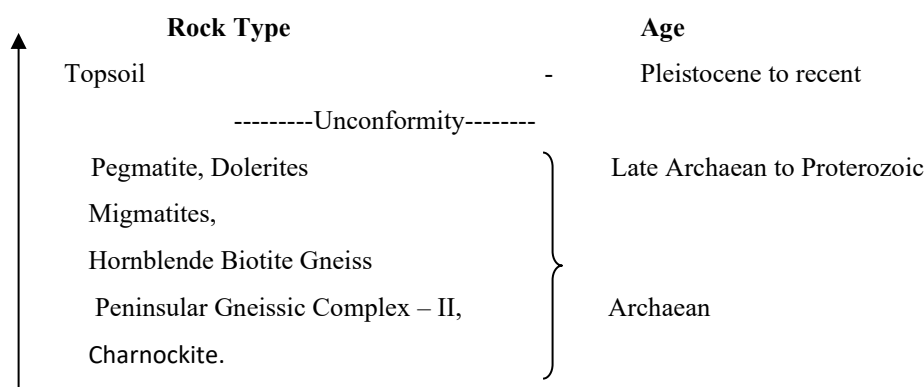 Rock Type Age
Topsoil - Pleistocene to recent
---------Unconformity--------
Pegmatite, Dolerites Late Archaean to Proterozoic
Migmatites,
Hornblende Biotite Gneiss
Peninsular Gneissic Complex – II, Archaean
Charnockite.